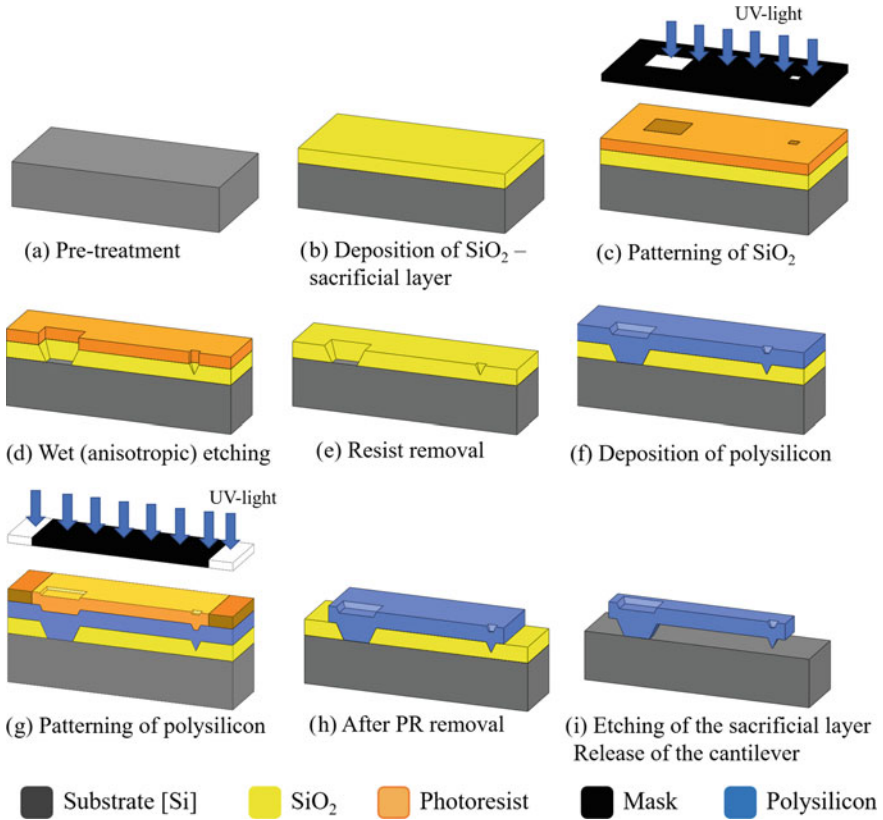 UV-light
(a) Pre-treatment
(b) Deposition of SiO₂ –
sacrificial layer
(c) Patterning of SiO₂
(d) Wet (anisotropic) etching
(e) Resist removal
(f) Deposition of polysilicon
UV-light
(g) Patterning of polysilicon
(h) After PR removal
(i) Etching of the sacrificial layer
Release of the cantilever
Substrate [Si]
SiO₂
Photoresist
Mask
Polysilicon